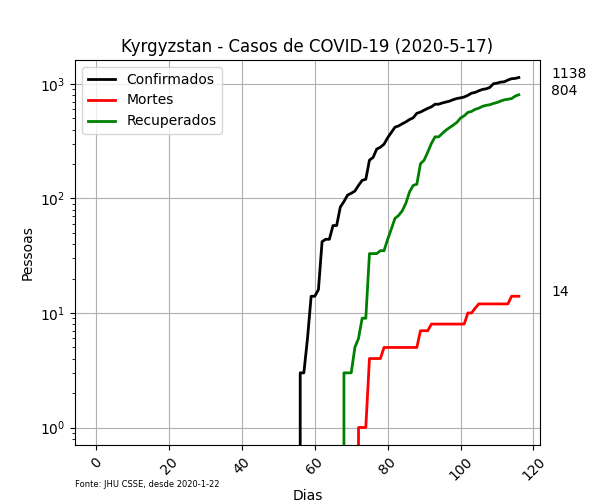 Kyrgyzstan - Casos de COVID-19 (2020-5-17)
Confirmados
Mortes
Recuperados
1138
804
14
10³
10²
10¹
10⁰
Pessoas
0 20 40 60 80 100 120
Fonte: JHU CSSE, desde 2020-1-22
Dias